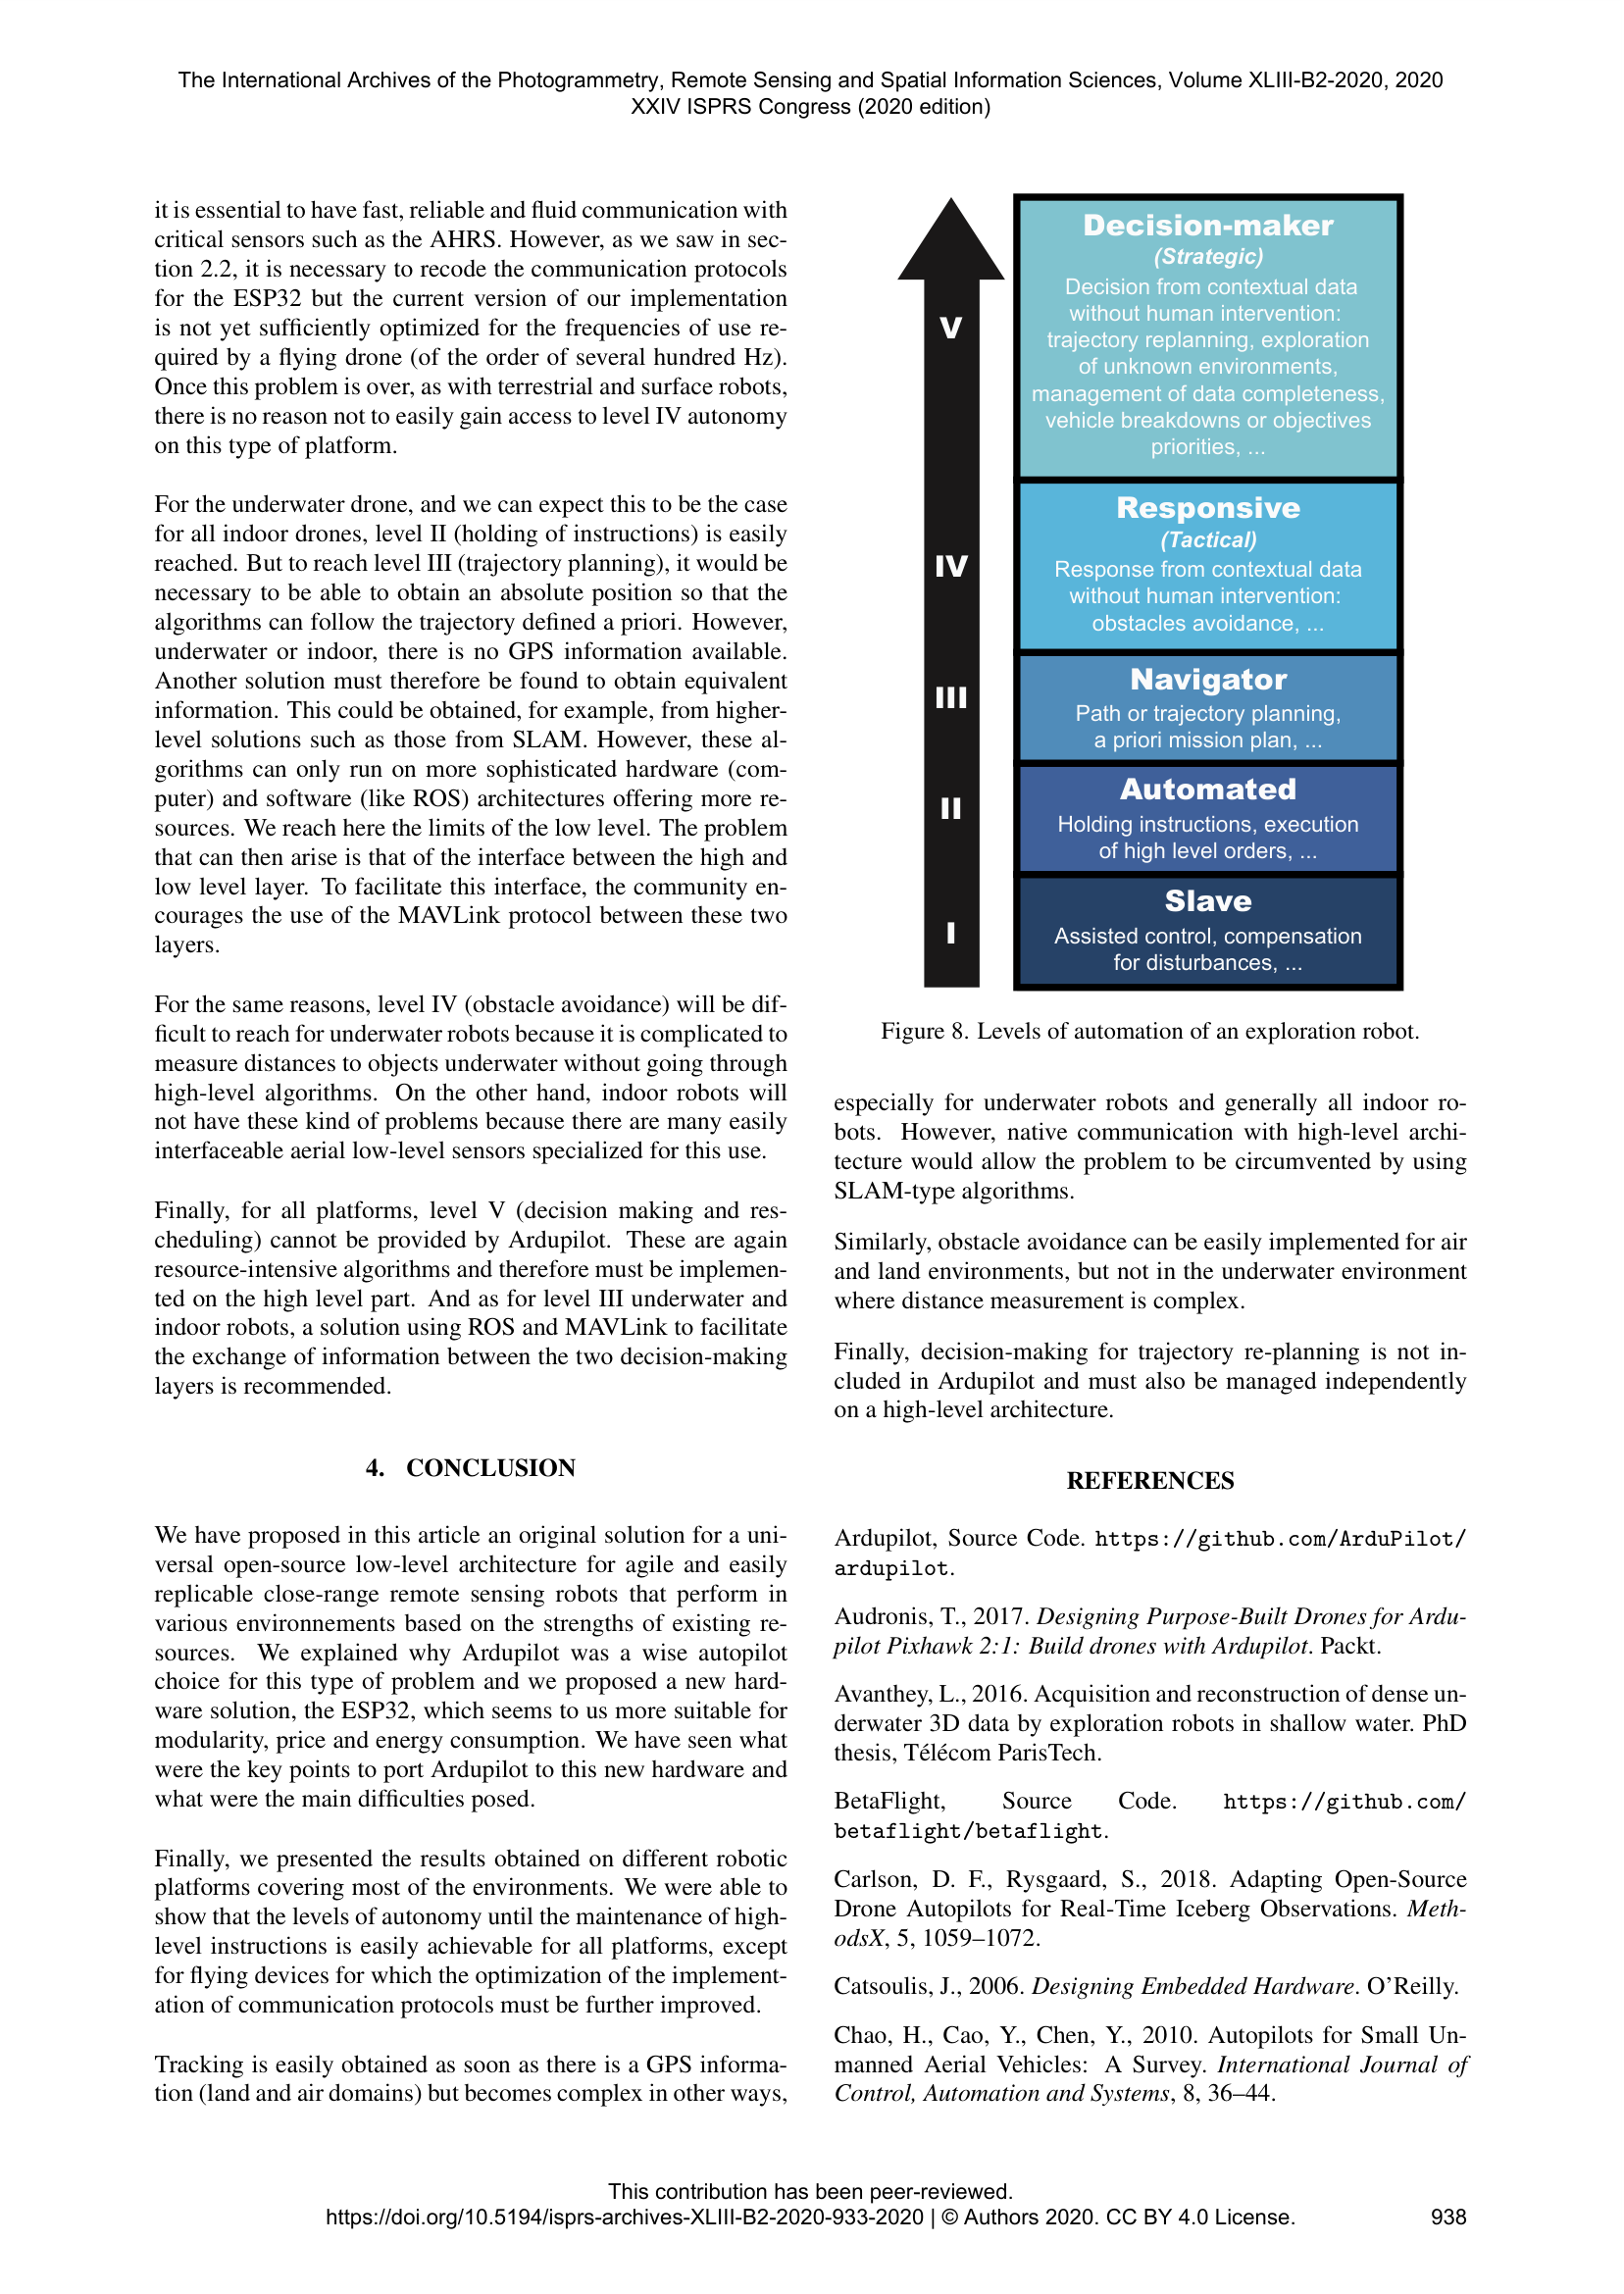 The International Archives of the Photogrammetry, Remote Sensing and Spatial Information Sciences, Volume XLIII-B2-2020, 2020
XXIV ISPRS Congress (2020 edition)
it is essential to have fast, reliable and fluid communication with
critical sensors such as the AHRS. However, as we saw in sec-
tion 2.2, it is necessary to recode the communication protocols
for the ESP32 but the current version of our implementation
is not yet sufficiently optimized for the frequencies of use re-
quired by a flying drone (of the order of several hundred Hz).
Once this problem is over, as with terrestrial and surface robots,
there is no reason not to easily gain access to level IV autonomy
on this type of platform.
For the underwater drone, and we can expect this to be the case
for all indoor drones, level II (holding of instructions) is easily
reached. But to reach level III (trajectory planning), it would be
necessary to be able to obtain an absolute position so that the
algorithms can follow the trajectory defined a priori. However,
underwater or indoor, there is no GPS information available.
Another solution must therefore be found to obtain equivalent
information. This could be obtained, for example, from higher-
level solutions such as those from SLAM. However, these al-
gorithms can only run on more sophisticated hardware (com-
puter) and software (like ROS) architectures offering more re-
sources. We reach here the limits of the low level. The problem
that can then arise is that of the interface between the high and
low level layer. To facilitate this interface, the community en-
courages the use of the MAVLink protocol between these two
layers.
For the same reasons, level IV (obstacle avoidance) will be dif-
ficult to reach for underwater robots because it is complicated to
measure distances to objects underwater without going through
high-level algorithms. On the other hand, indoor robots will
not have these kind of problems because there are many easily
interfaceable aerial low-level sensors specialized for this use.
Finally, for all platforms, level V (decision making and res-
cheduling) cannot be provided by Ardupilot. These are again
resource-intensive algorithms and therefore must be implemen-
ted on the high level part. And as for level III underwater and
indoor robots, a solution using ROS and MAVLink to facilitate
the exchange of information between the two decision-making
layers is recommended.
4. CONCLUSION
We have proposed in this article an original solution for a uni-
versal open-source low-level architecture for agile and easily
replicable close-range remote sensing robots that perform in
various environnements based on the strengths of existing re-
sources. We explained why Ardupilot was a wise autopilot
choice for this type of problem and we proposed a new hard-
ware solution, the ESP32, which seems to us more suitable for
modularity, price and energy consumption. We have seen what
were the key points to port Ardupilot to this new hardware and
what were the main difficulties posed.
Finally, we presented the results obtained on different robotic
platforms covering most of the environments. We were able to
show that the levels of autonomy until the maintenance of high-
level instructions is easily achievable for all platforms, except
for flying devices for which the optimization of the implement-
ation of communication protocols must be further improved.
Tracking is easily obtained as soon as there is a GPS informa-
tion (land and air domains) but becomes complex in other ways,
V
Decision-maker
(Strategic)
Decision from contextual data
without human intervention:
trajectory replanning, exploration
of unknown environments,
management of data completeness,
vehicle breakdowns or objectives
priorities, ...
IV
Responsive
(Tactical)
Response from contextual data
without human intervention:
obstacles avoidance, ...
III
Navigator
Path or trajectory planning,
a priori mission plan, ...
II
Automated
Holding instructions, execution
of high level orders, ...
I
Slave
Assisted control, compensation
for disturbances, ...
Figure 8. Levels of automation of an exploration robot.
especially for underwater robots and generally all indoor ro-
bots. However, native communication with high-level archi-
tecture would allow the problem to be circumvented by using
SLAM-type algorithms.
Similarly, obstacle avoidance can be easily implemented for air
and land environments, but not in the underwater environment
where distance measurement is complex.
Finally, decision-making for trajectory re-planning is not in-
cluded in Ardupilot and must also be managed independently
on a high-level architecture.
REFERENCES
Ardupilot, Source Code. https://github.com/ArduPilot/
ardupilot.
Audronis, T., 2017. Designing Purpose-Built Drones for Ardu-
pilot Pixhawk 2:1: Build drones with Ardupilot. Packt.
Avanthey, L., 2016. Acquisition and reconstruction of dense un-
derwater 3D data by exploration robots in shallow water. PhD
thesis, Télécom ParisTech.
BetaFlight, Source Code. https://github.com/
betaflight/betaflight.
Carlson, D. F., Rysgaard, S., 2018. Adapting Open-Source
Drone Autopilots for Real-Time Iceberg Observations. Meth-
odsX, 5, 1059–1072.
Catsoulis, J., 2006. Designing Embedded Hardware. O'Reilly.
Chao, H., Cao, Y., Chen, Y., 2010. Autopilots for Small Un-
manned Aerial Vehicles: A Survey. International Journal of
Control, Automation and Systems, 8, 36–44.
This contribution has been peer-reviewed.
https://doi.org/10.5194/isprs-archives-XLIII-B2-2020-933-2020 | © Authors 2020. CC BY 4.0 License.
938